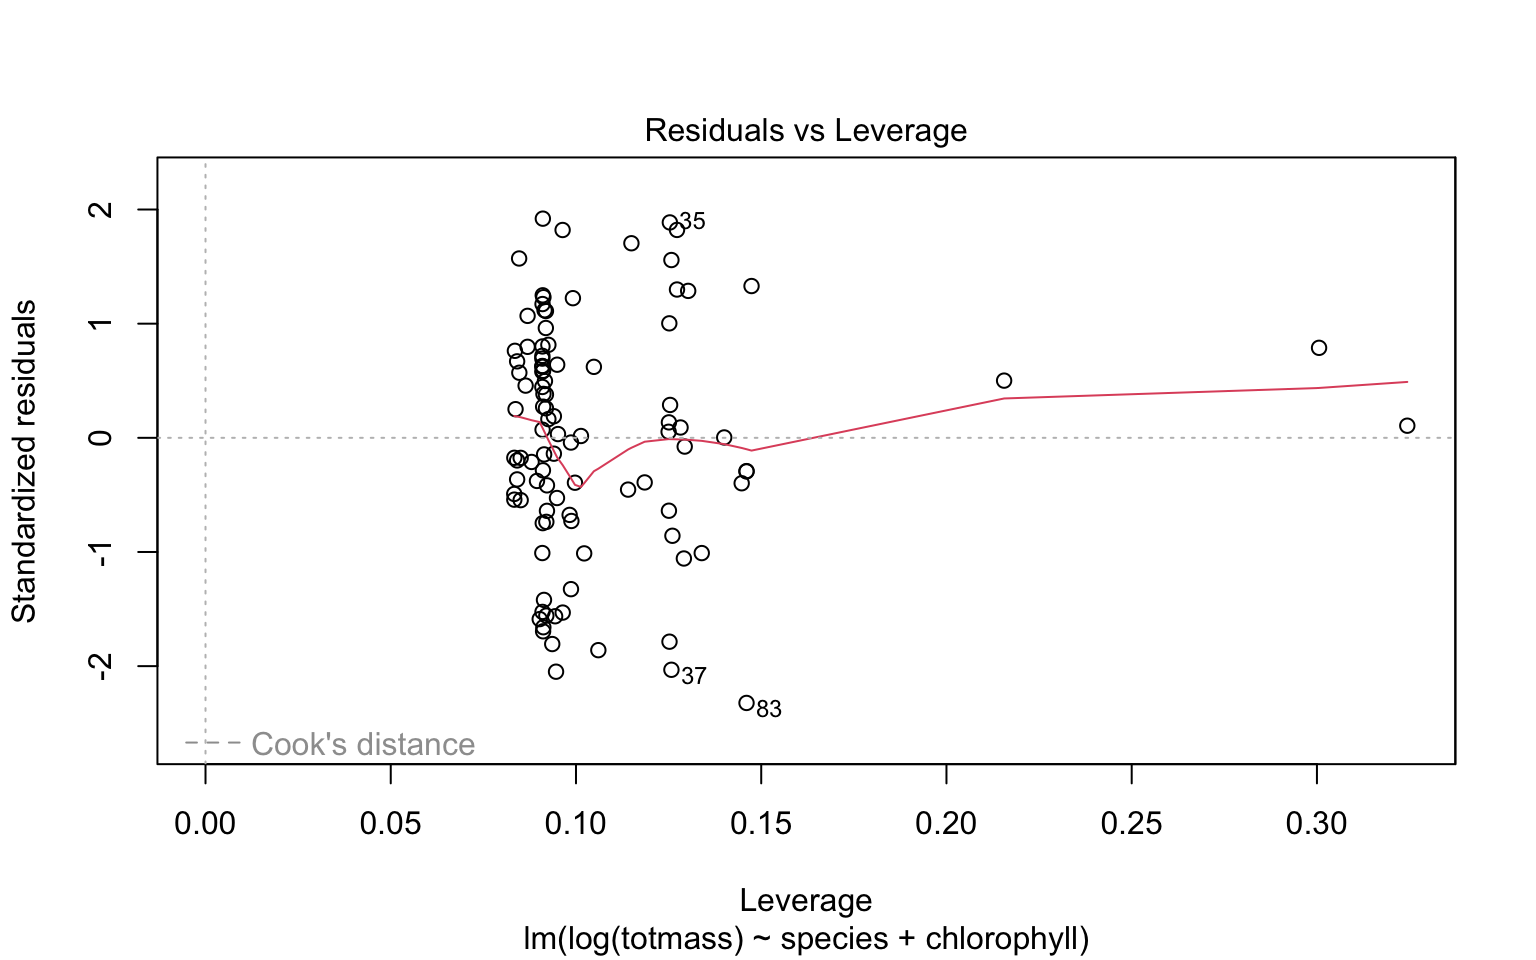 Residuals vs Leverage
Standardized residuals
2
1
0
-1
-2
35
37
83
Cook's distance
0.00 0.05 0.10 0.15 0.20 0.25 0.30
Leverage
lm(log(totmass) ~ species + chlorophyll)